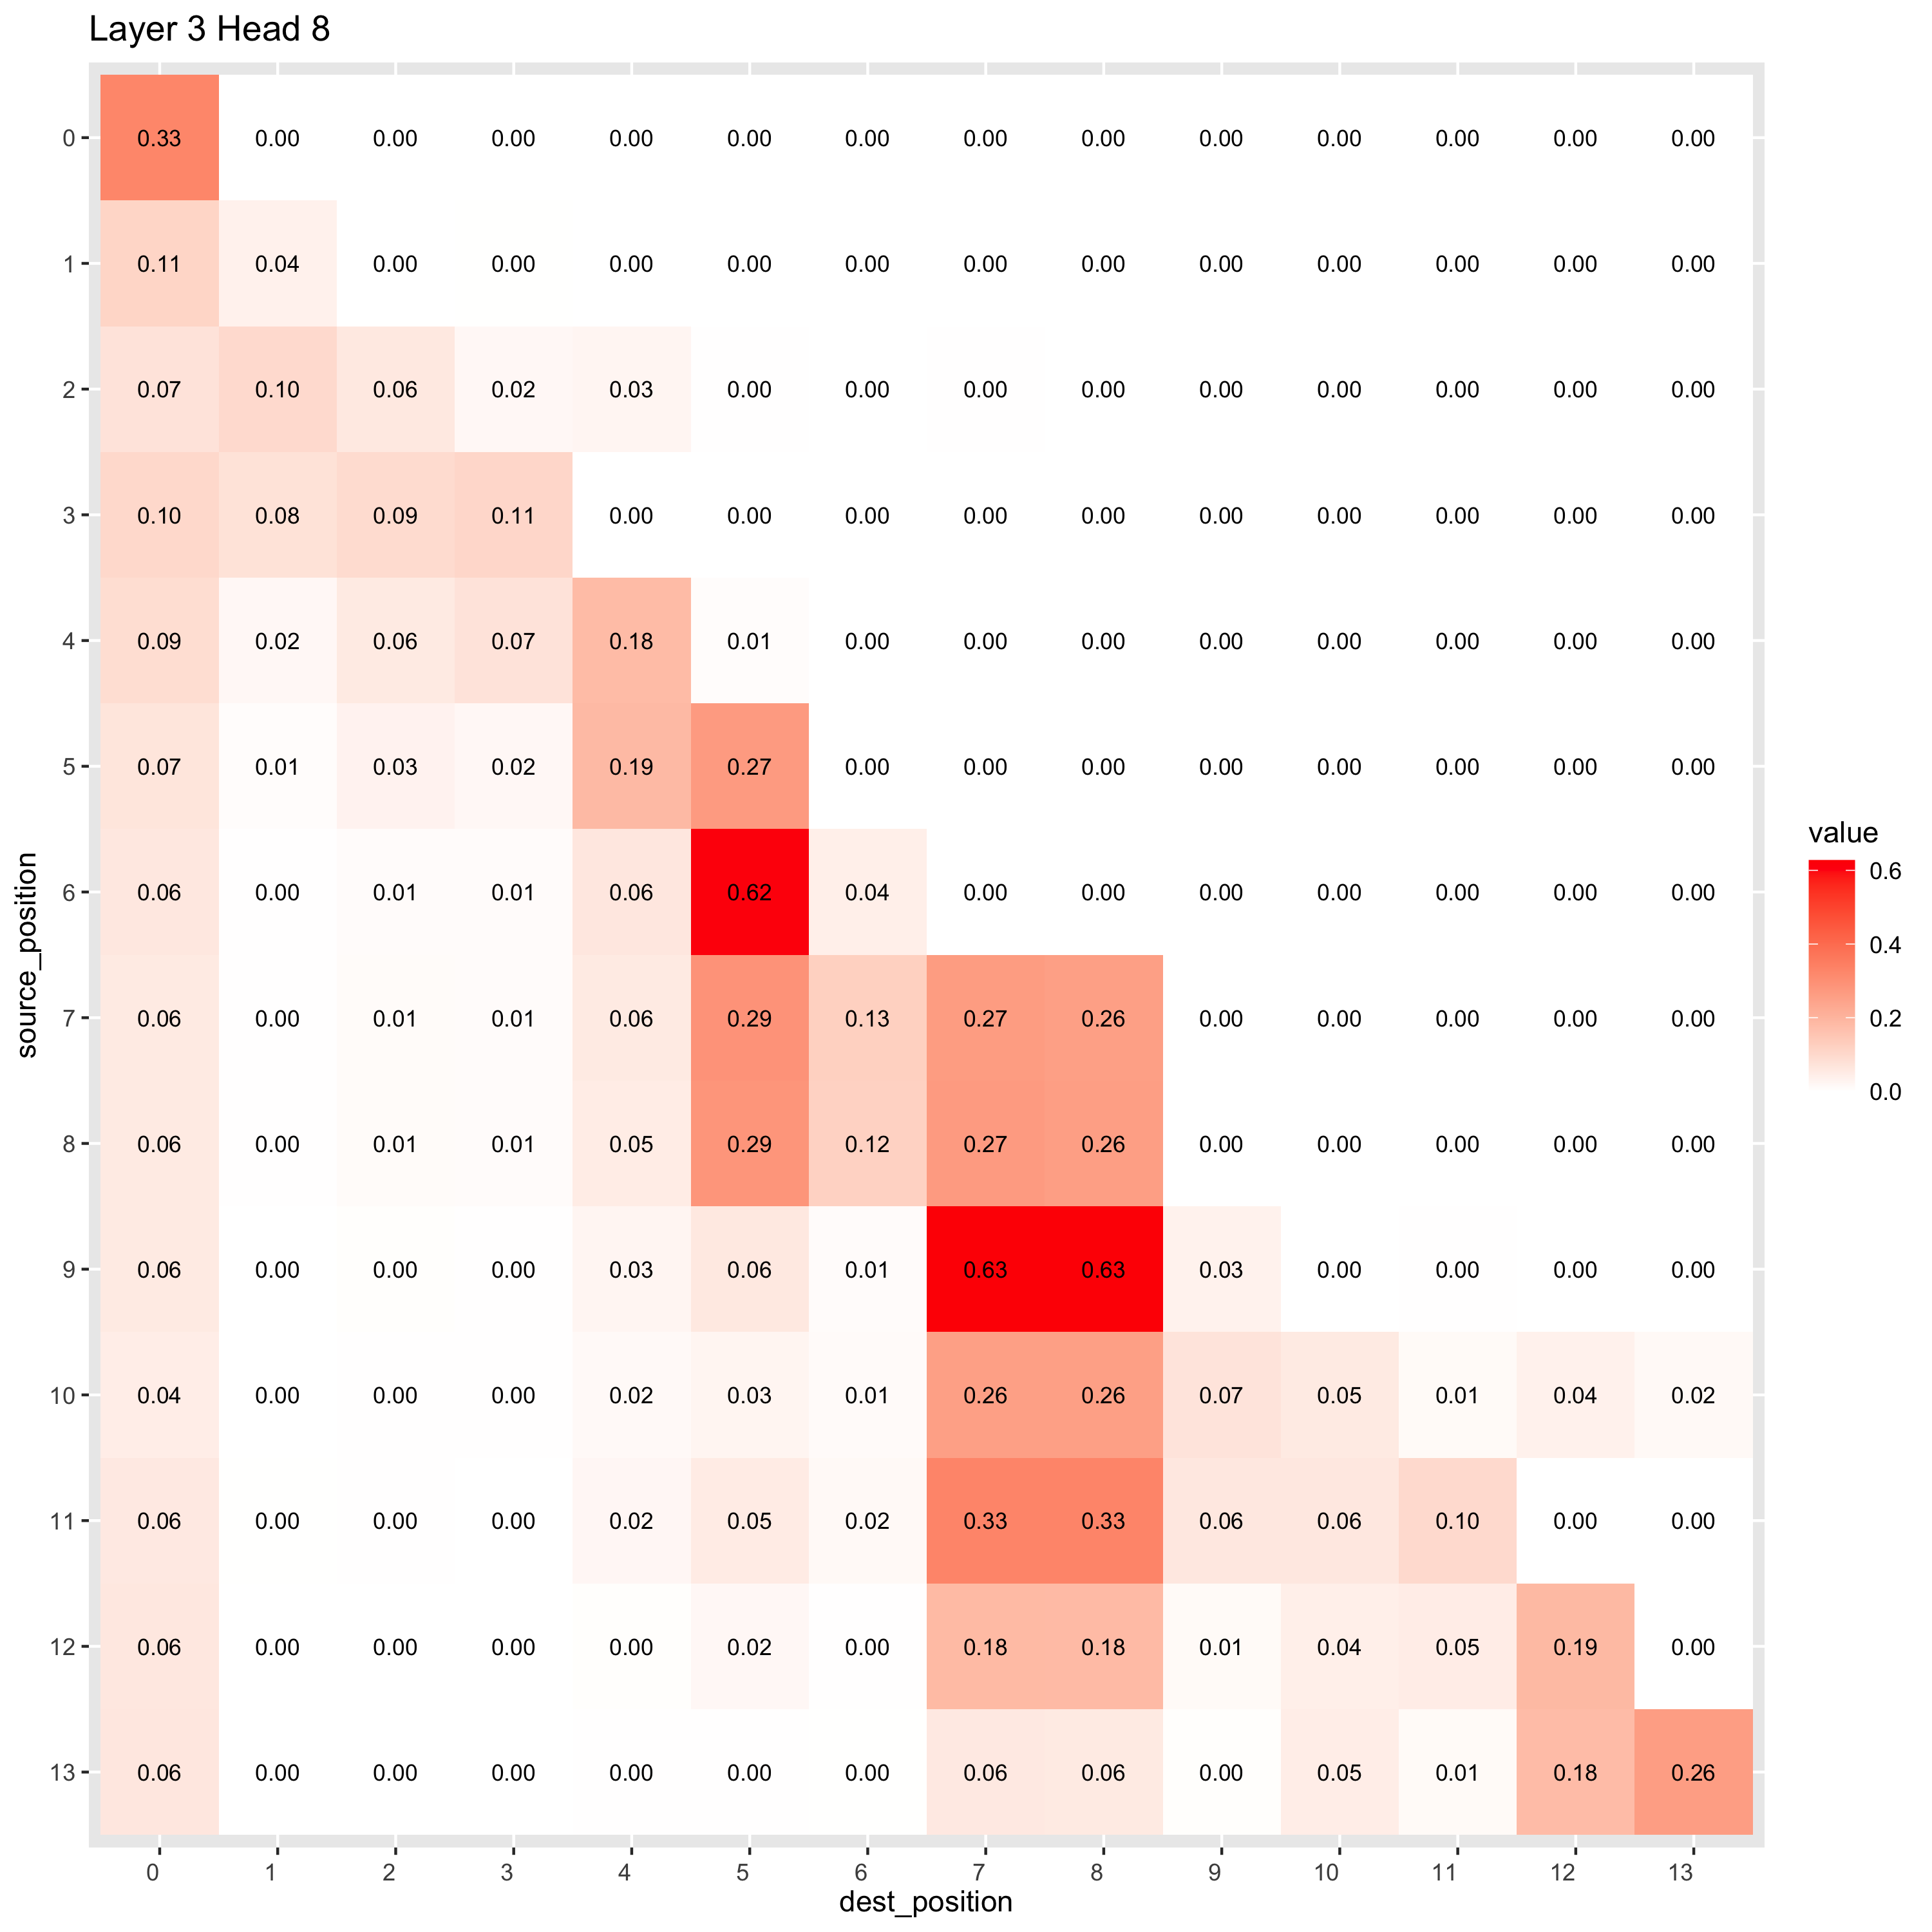 Layer 3 Head 8
0 0.33 0.00 0.00 0.00 0.00 0.00 0.00 0.00 0.00 0.00 0.00 0.00 0.00 0.00
1 0.11 0.04 0.00 0.00 0.00 0.00 0.00 0.00 0.00 0.00 0.00 0.00 0.00 0.00
2 0.07 0.10 0.06 0.02 0.03 0.00 0.00 0.00 0.00 0.00 0.00 0.00 0.00 0.00
3 0.10 0.08 0.09 0.11 0.00 0.00 0.00 0.00 0.00 0.00 0.00 0.00 0.00 0.00
4 0.09 0.02 0.06 0.07 0.18 0.01 0.00 0.00 0.00 0.00 0.00 0.00 0.00 0.00
5 0.07 0.01 0.03 0.02 0.19 0.27 0.00 0.00 0.00 0.00 0.00 0.00 0.00 0.00
6 0.06 0.00 0.01 0.01 0.06 0.62 0.04 0.00 0.00 0.00 0.00 0.00 0.00 0.00
7 0.06 0.00 0.01 0.01 0.06 0.29 0.13 0.27 0.26 0.00 0.00 0.00 0.00 0.00
8 0.06 0.00 0.01 0.01 0.05 0.29 0.12 0.27 0.26 0.00 0.00 0.00 0.00 0.00
9 0.06 0.00 0.00 0.00 0.03 0.06 0.01 0.63 0.63 0.03 0.00 0.00 0.00 0.00
10 0.04 0.00 0.00 0.00 0.02 0.03 0.01 0.26 0.26 0.07 0.05 0.01 0.04 0.02
11 0.06 0.00 0.00 0.00 0.02 0.05 0.02 0.33 0.33 0.06 0.06 0.10 0.00 0.00
12 0.06 0.00 0.00 0.00 0.00 0.02 0.00 0.18 0.18 0.01 0.04 0.05 0.19 0.00
13 0.06 0.00 0.00 0.00 0.00 0.00 0.00 0.06 0.06 0.00 0.05 0.01 0.18 0.26
0 1 2 3 4 5 6 7 8 9 10 11 12 13
dest_position
source_position
value
0.6
0.4
0.2
0.0